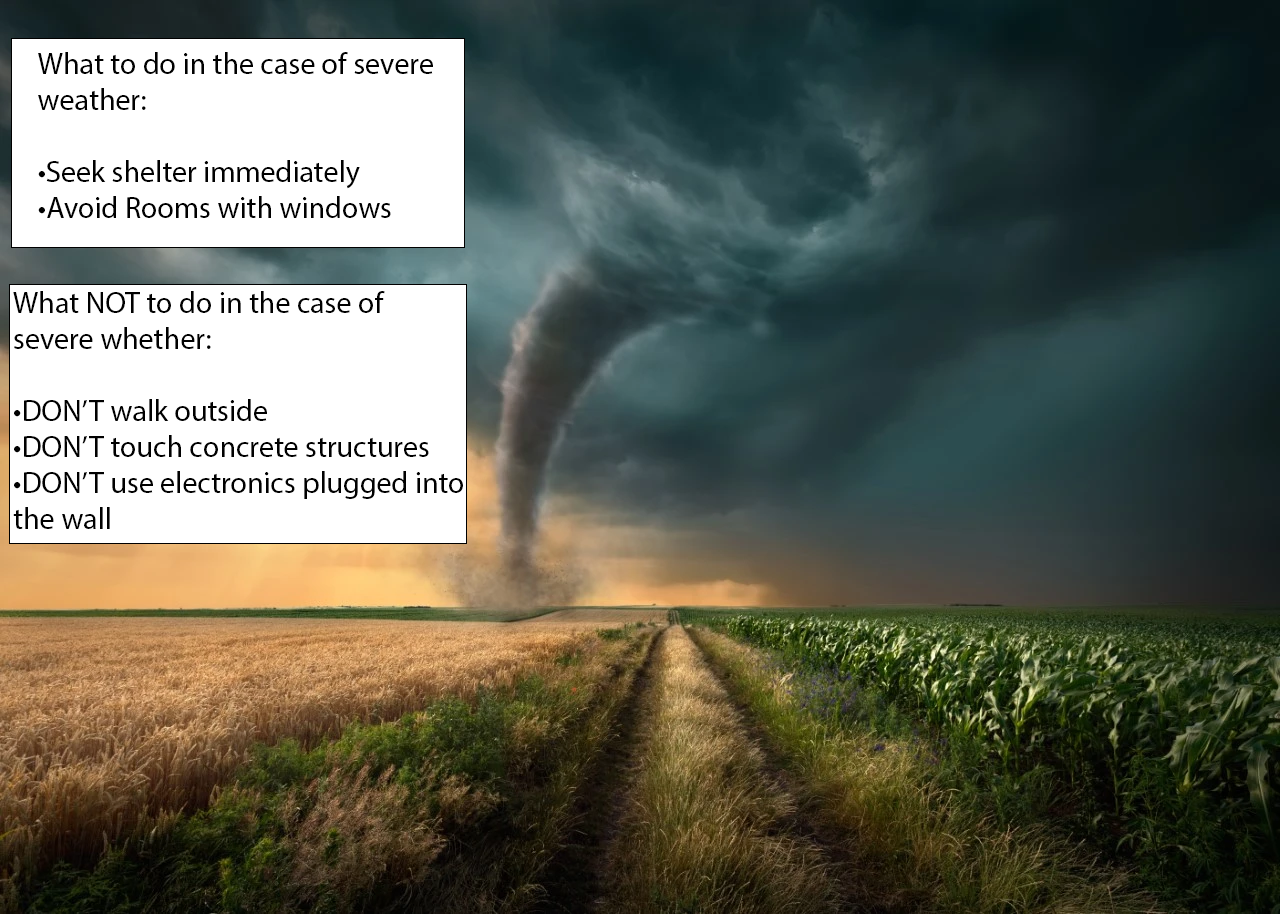 What to do in the case of severe
weather:
•Seek shelter immediately
•Avoid Rooms with windows
What NOT to do in the case of
severe whether:
•DON’T walk outside
•DON’T touch concrete structures
•DON’T use electronics plugged into
the wall